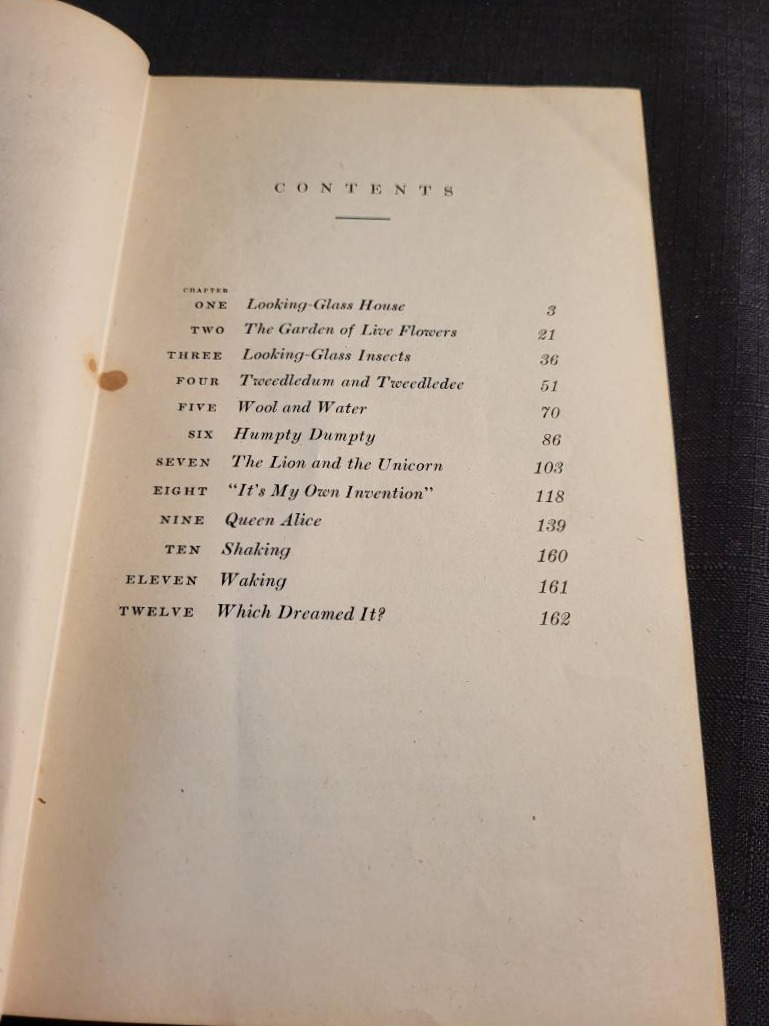 CONTENTS
CHAPTER
ONE Looking-Glass House 3
TWO The Garden of Live Flowers 21
THREE Looking-Glass Insects 36
FOUR Tweedledum and Tweedledee 51
FIVE Wool and Water 70
SIX Humpty Dumpty 86
SEVEN The Lion and the Unicorn 103
EIGHT “It's My Own Invention” 118
NINE Queen Alice 139
TEN Shaking 160
ELEVEN Waking 161
TWELVE Which Dreamed It? 162